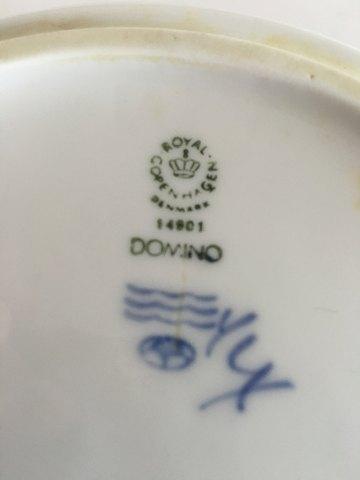 ROYAL · COPENHAGEN
DENMARK
14901
DOMINO